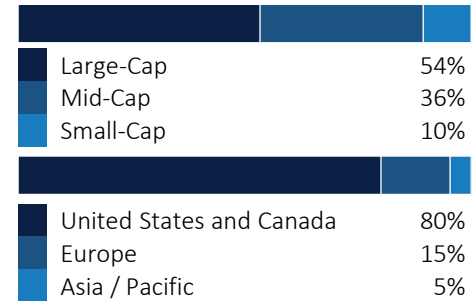 Large-Cap 54%
Mid-Cap 36%
Small-Cap 10%
United States and Canada 80%
Europe 15%
Asia / Pacific 5%